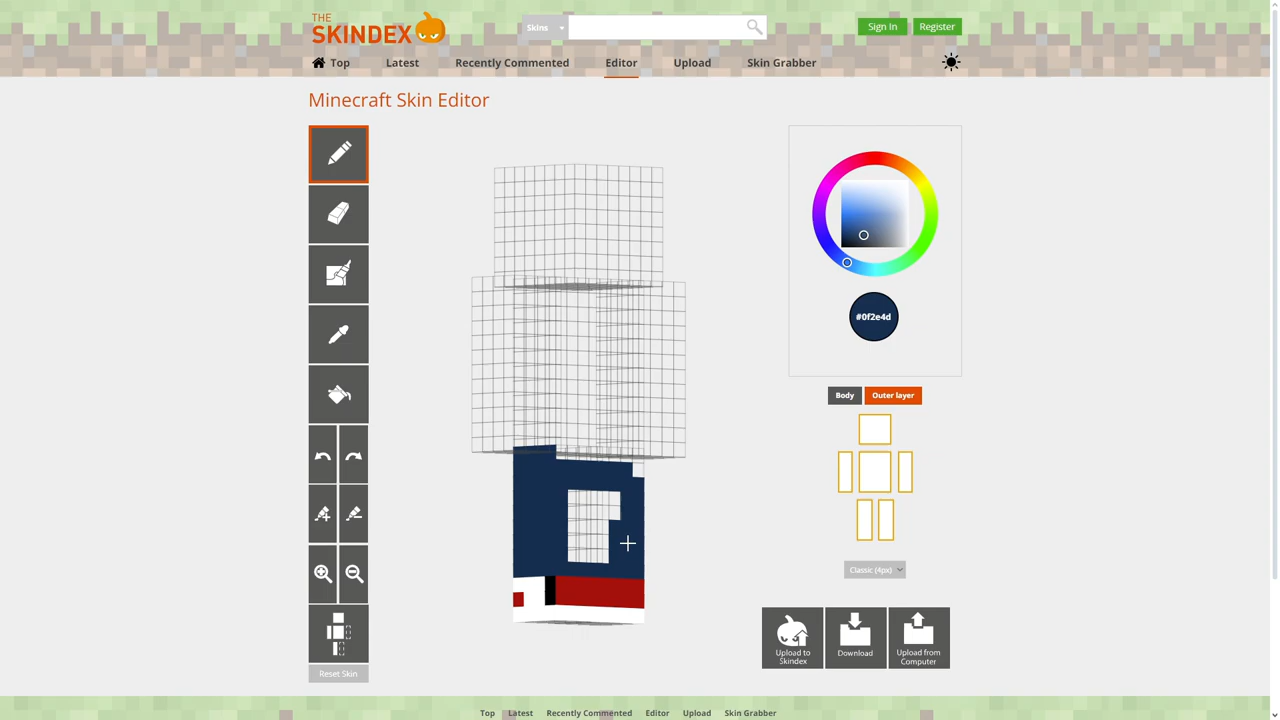 THE
SKINDEX
Skins
Sign In
Register
Top
Latest
Recently Commented
Editor
Upload
Skin Grabber
Minecraft Skin Editor
#0f2e4d
Body
Outer layer
Classic (4px)
Upload to
Skindex
Download
Upload from
Computer
Reset Skin
Top
Latest
Recently Commented
Editor
Upload
Skin Grabber